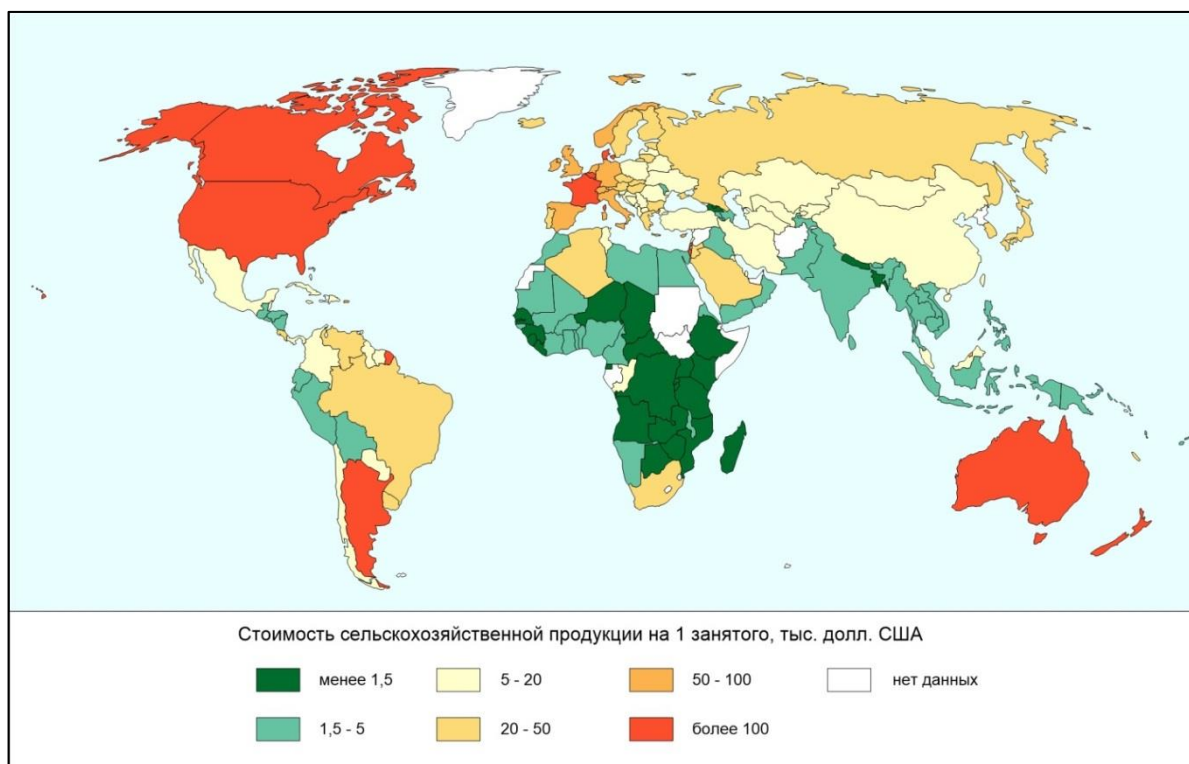 Стоимость сельскохозяйственной продукции на 1 занятого, тыс. долл. США
менее 1,5
5 - 20
50 - 100
нет данных
1,5 - 5
20 - 50
более 100